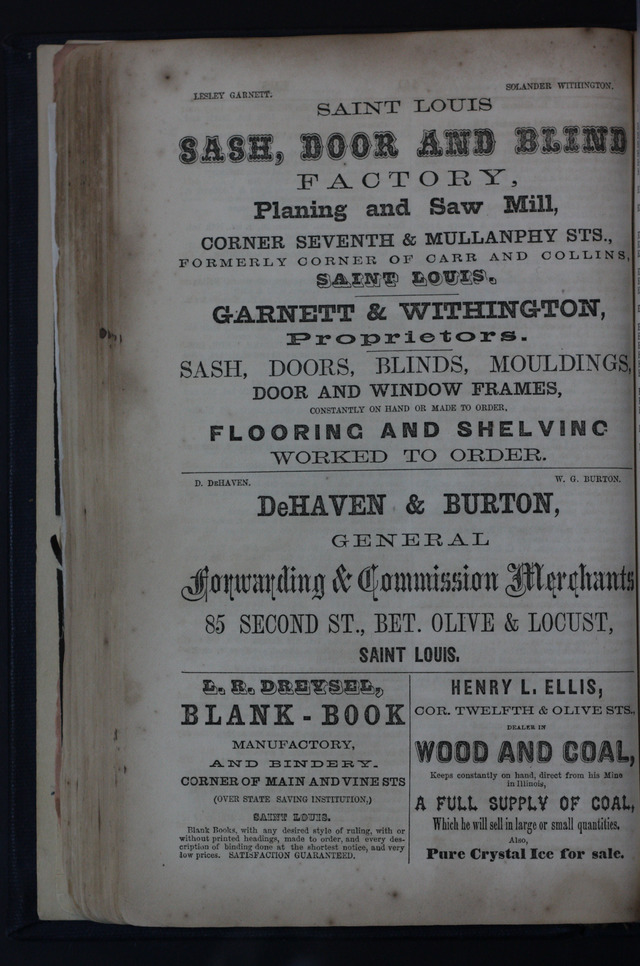 LESLEY GARNETT. SOLANDER WITHINGTON,
SAINT LOUIS
SASH, DOOR AND BLIND
FACTORY,
Planing and Saw Mill,
CORNER SEVENTH & MULLANPHY STS.,
FORMERLY CORNER OF CARR AND COLLINS,
SAINT LOUIS.
GARNETT & WITHINGTON,
Proprietors.
SASH, DOORS, BLINDS, MOULDINGS,
DOOR AND WINDOW FRAMES,
CONSTANTLY ON HAND OR MADE TO ORDER,
FLOORING AND SHELVING
WORKED TO ORDER.
D. DEHAVEN. W. G. BURTON.
DeHAVEN & BURTON,
GENERAL
Forwarding & Commission Merchants
85 SECOND ST., BET. OLIVE & LOCUST,
SAINT LOUIS.
L. R. DREYSEL,
BLANK-BOOK
MANUFACTORY,
AND BINDERY.
CORNER OF MAIN AND VINE STS
(OVER STATE SAVING INSTITUTION,)
SAINT LOUIS.
Blank Books, with any desired style of ruling, with or
without printed headings, made to order, and every des-
cription of binding done at the shortest notice, and very
low prices. SATISFACTION GUARANTEED.
HENRY L. ELLIS,
COR. TWELFTH & OLIVE STS.,
DEALER IN
WOOD AND COAL,
Keeps constantly on hand, direct from his Mine
in Illinois,
A FULL SUPPLY OF COAL,
Which he will sell in large or small quantities.
Also,
Pure Crystal Ice for sale.